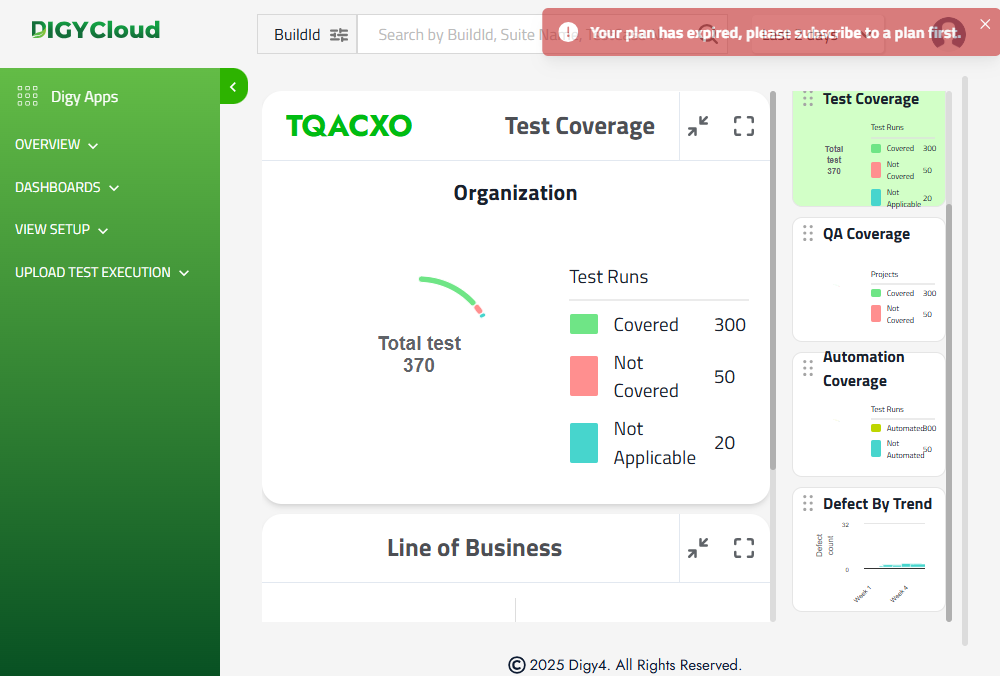 DIGYCloud
BuildId
Search by BuildId, Suite Na
Your plan has expired, please subscribe to a plan first.
Digy Apps
OVERVIEW
DASHBOARDS
VIEW SETUP
UPLOAD TEST EXECUTION
TQACXO
Test Coverage
Organization
Total test
370
Test Runs
Covered 300
Not
Covered
50
Not
Applicable
20
Line of Business
Test Coverage
Total
test
370
Test Runs
Covered 300
Not
Covered
50
Not
Applicable
20
QA Coverage
Projects
Covered 300
Not
Covered
50
Automation
Coverage
Test Runs
Automated 300
Not
Automated
50
Defect By Trend
Defect
count
32
0
Week 1
Week 4
© 2025 Digy4. All Rights Reserved.